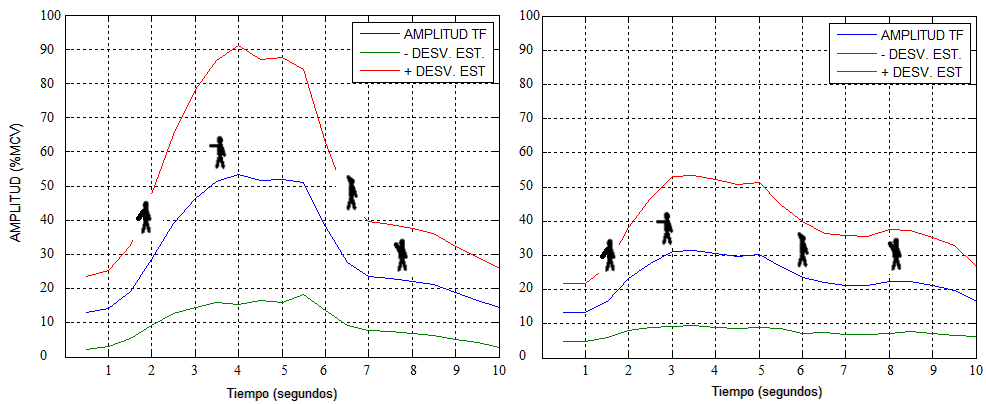 100
90
80
70
60
50
40
30
20
10
0
AMPLITUD (%MCV)
AMPLITUD TF
- DESV. EST.
+ DESV. EST
1 2 3 4 5 6 7 8 9 10
Tiempo (segundos)
100
90
80
70
60
50
40
30
20
10
0
AMPLITUD TF
- DESV. EST.
+ DESV. EST
1 2 3 4 5 6 7 8 9 10
Tiempo (segundos)